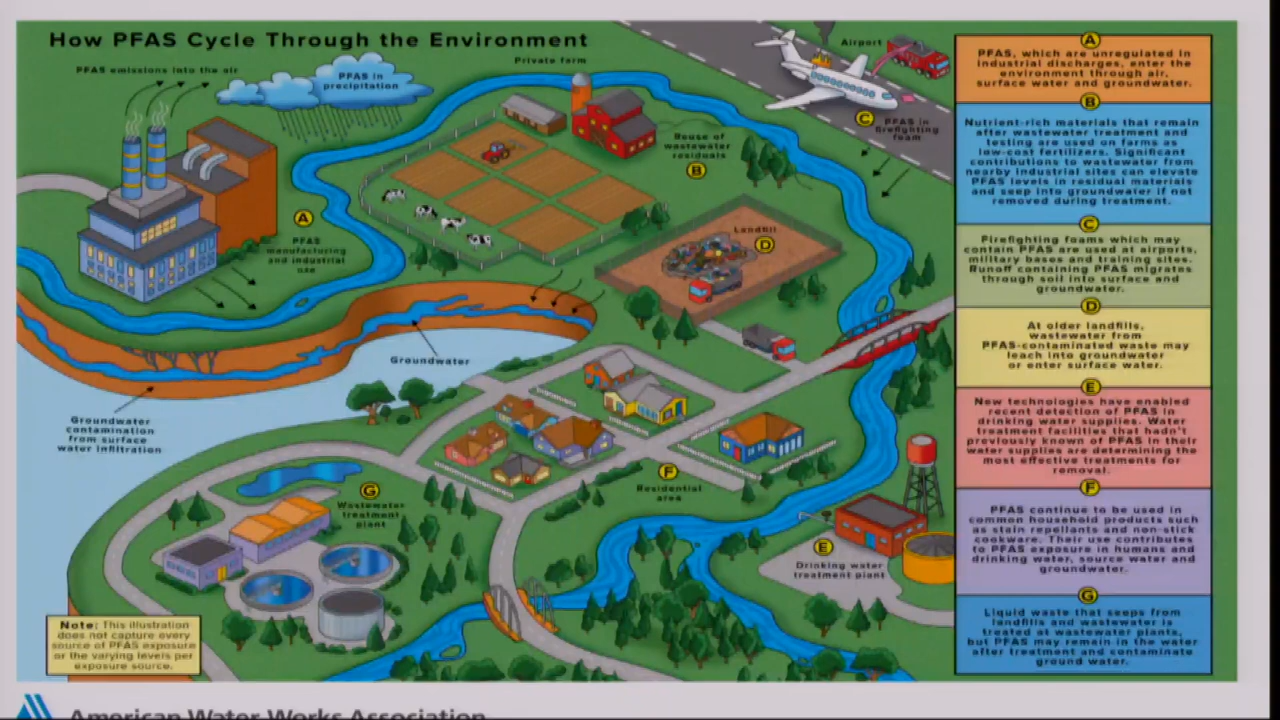 How PFAS Cycle Through the Environment
PFAS emissions into the air
PFAS in
precipitation
Private farm
Airport
C
PFAS in
firefighting
foam
Reuse of
wastewater
residuals
B
A
PFAS
manufacturing
and industrial
use
Landfill
D
Groundwater
Groundwater
contamination
from surface
water infiltration
G
Wastewater
treatment
plant
F
Residential
area
E
Drinking water
treatment plant
Note: This illustration
does not capture every
source of PFAS exposure
or the varying levels per
exposure source.
A
PFAS, which are unregulated in
industrial discharges, enter the
environment through air,
surface water and groundwater.
B
Nutrient-rich materials that remain
after wastewater treatment and
testing are used on farms as
low-cost fertilizers. Significant
contributions to wastewater from
nearby industrial sites can elevate
PFAS levels in residual materials
and seep into groundwater if not
removed during treatment.
C
Firefighting foams which may
contain PFAS are used at airports,
military bases and training sites.
Runoff containing PFAS migrates
through soil into surface and
groundwater.
D
At older landfills,
wastewater from
PFAS-contaminated waste may
leach into groundwater
or enter surface water.
E
New technologies have enabled
recent detection of PFAS in
drinking water supplies. Water
treatment facilities that hadn't
previously known of PFAS in their
water supplies are determining the
most effective treatments for
removal.
F
PFAS continue to be used in
common household products such
as stain repellants and non-stick
cookware. Their use contributes
to PFAS exposure in humans and
drinking water, source water and
groundwater.
G
Liquid waste that seeps from
landfills and wastewater is
treated at wastewater plants,
but PFAS may remain in the water
after treatment and contaminate
ground water.
American Water Works Association